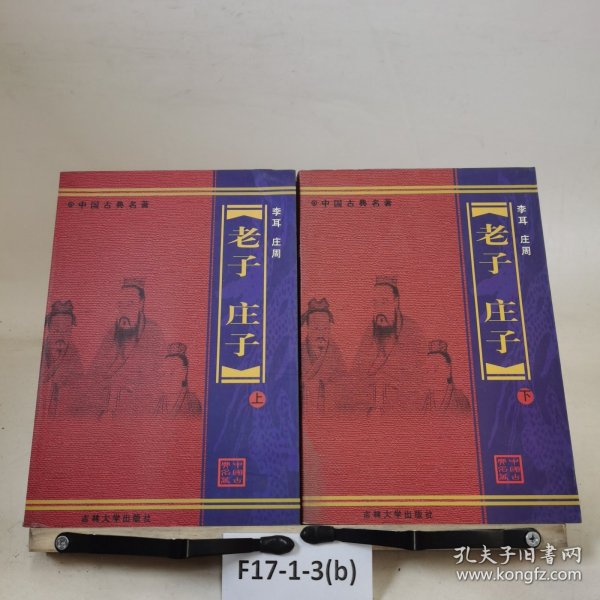 中国古典名著
李耳 庄周
老子 庄子
上
吉林大学出版社
中国古典名著
李耳 庄周
老子 庄子
下
吉林大学出版社
F17-1-3(b)
孔夫子旧书网
www.kongfz.com